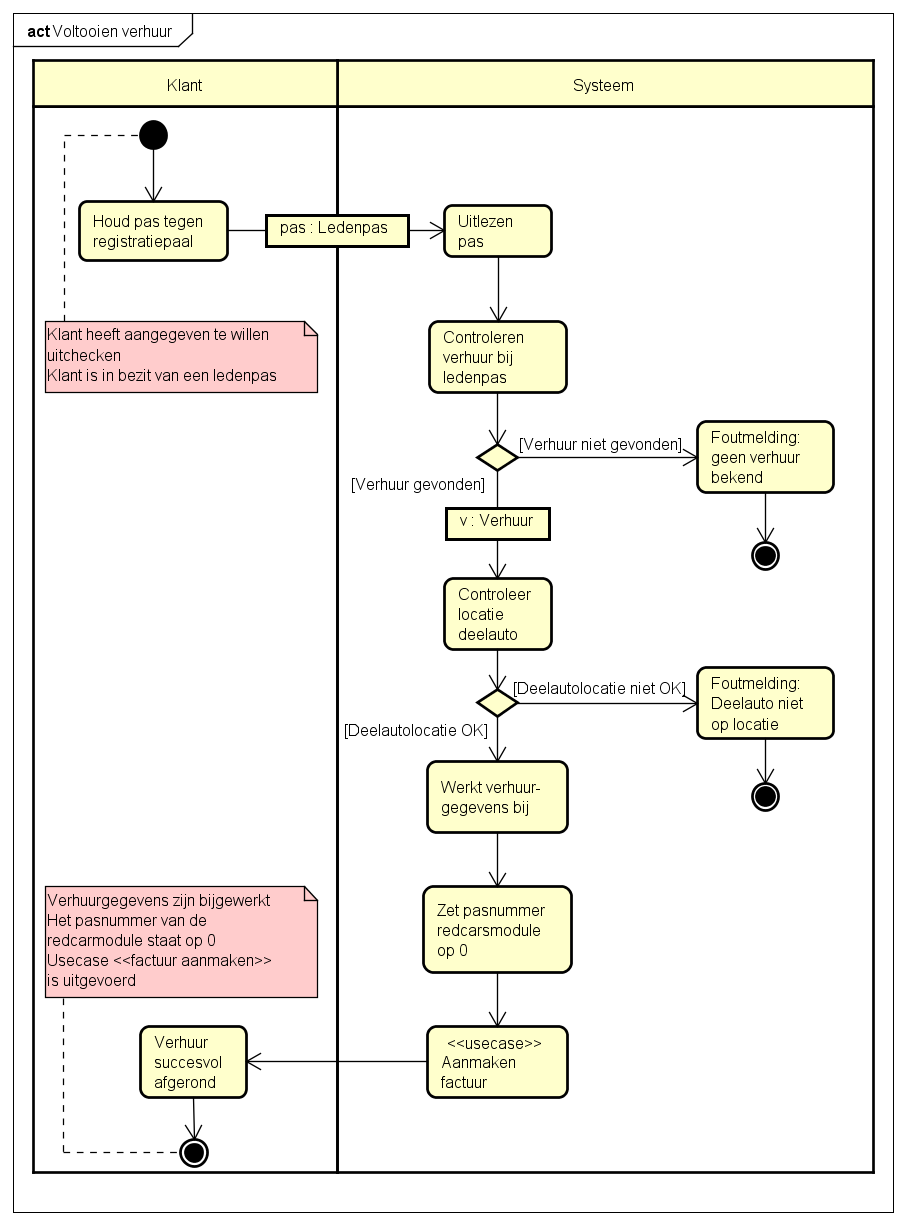 act Voltooien verhuur
Klant
Systeem
Houd pas tegen
registratiepaal
pas : Ledenpas
Uitlezen
pas
Klant heeft aangegeven te willen
uitchecken
Klant is in bezit van een ledenpas
Controleren
verhuur bij
ledenpas
[Verhuur niet gevonden]
Foutmelding:
geen verhuur
bekend
[Verhuur gevonden]
v : Verhuur
Controleer
locatie
deelauto
[Deelautolocatie niet OK]
Foutmelding:
Deelauto niet
op locatie
[Deelautolocatie OK]
Werkt verhuur-
gegevens bij
Verhuurgegevens zijn bijgewerkt
Het pasnummer van de
redcarmodule staat op 0
Usecase <<factuur aanmaken>>
is uitgevoerd
Zet pasnummer
redcarsmodule
op 0
<<usecase>>
Aanmaken
factuur
Verhuur
succesvol
afgerond